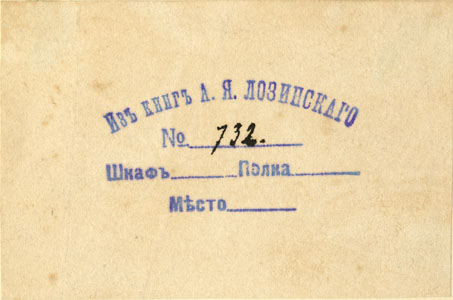 Изъ книгъ А. Я. Лозинскаго
№ 732.
Шкафъ Полка
Мѣсто